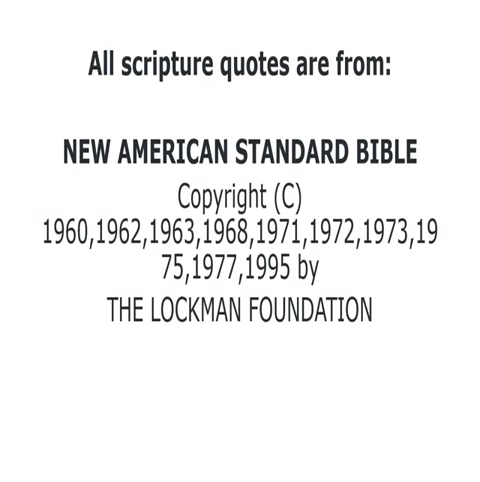 All scripture quotes are from:
NEW AMERICAN STANDARD BIBLE
Copyright (C)
1960,1962,1963,1968,1971,1972,1973,19
75,1977,1995 by
THE LOCKMAN FOUNDATION